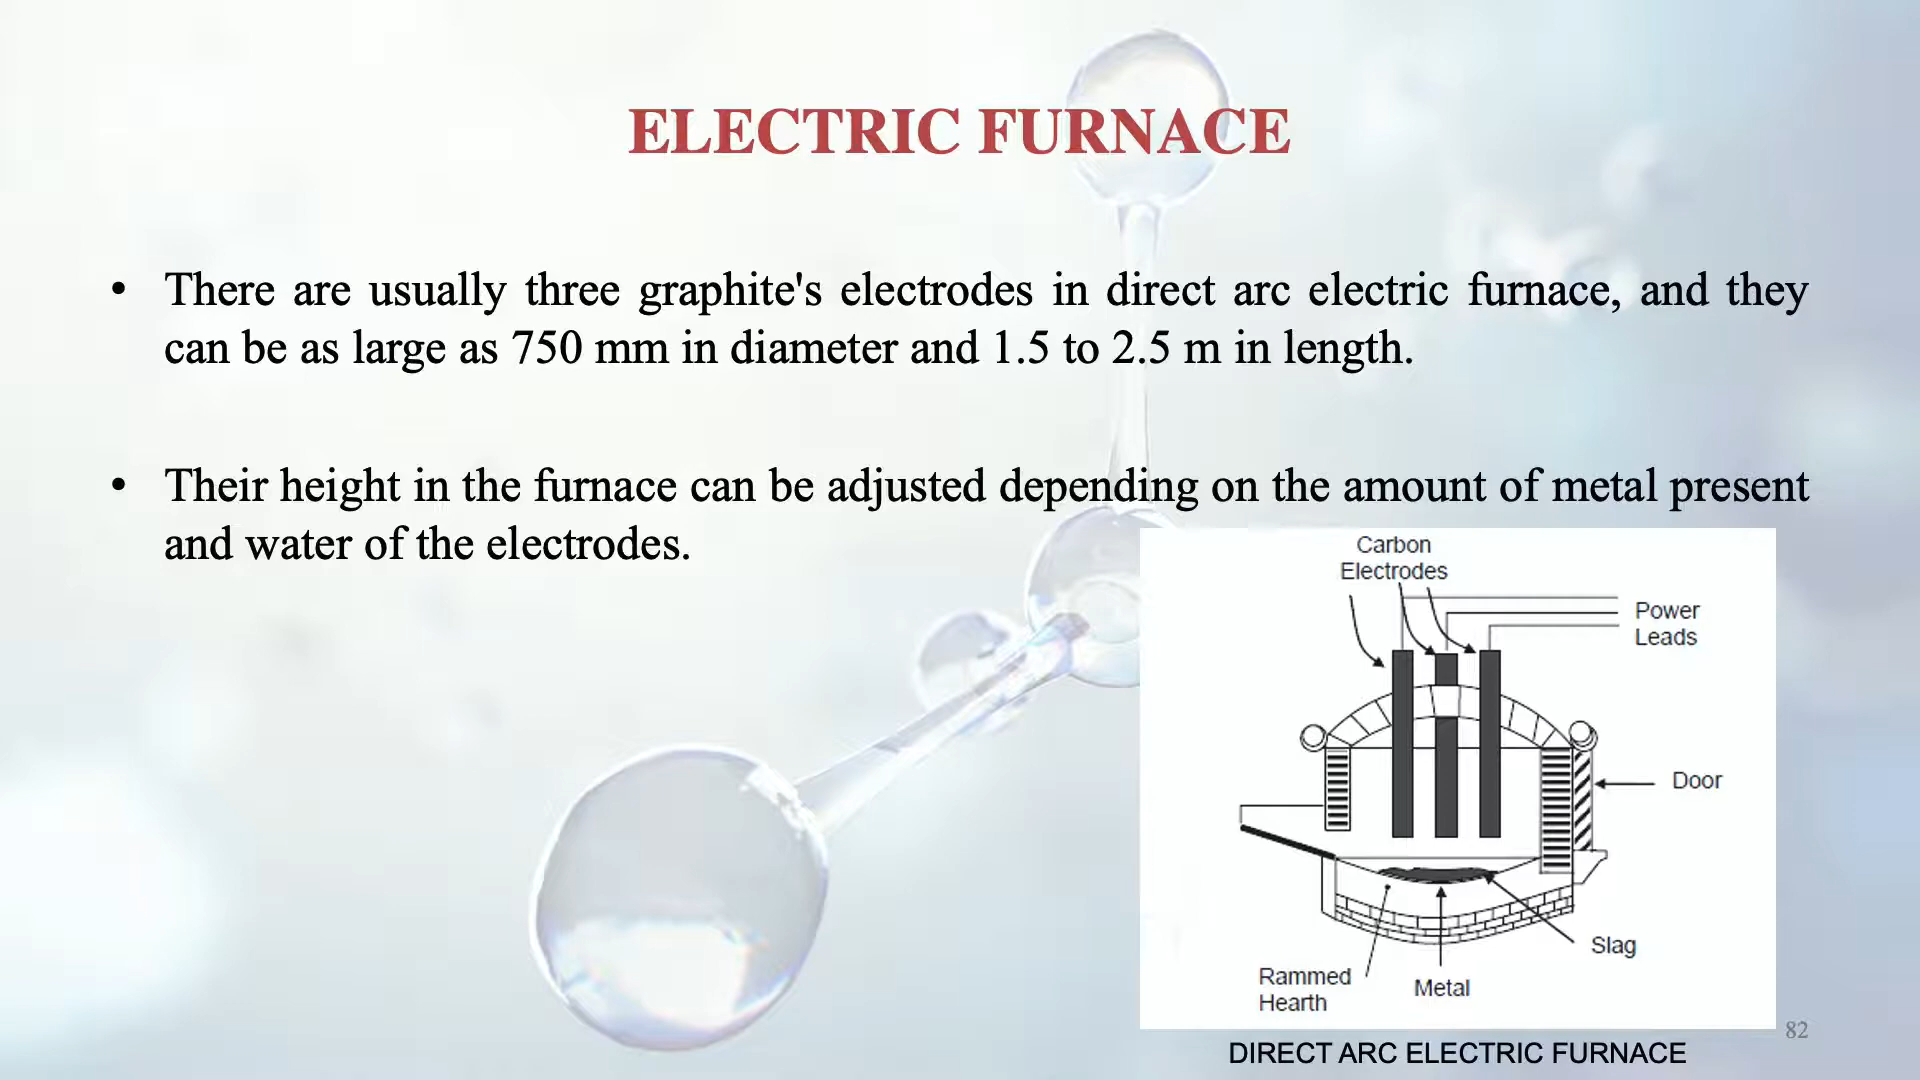 ELECTRIC FURNACE
• There are usually three graphite's electrodes in direct arc electric furnace, and they
can be as large as 750 mm in diameter and 1.5 to 2.5 m in length.
• Their height in the furnace can be adjusted depending on the amount of metal present
and water of the electrodes.
Carbon
Electrodes
Power
Leads
Door
Slag
Rammed
Hearth
Metal
82
DIRECT ARC ELECTRIC FURNACE